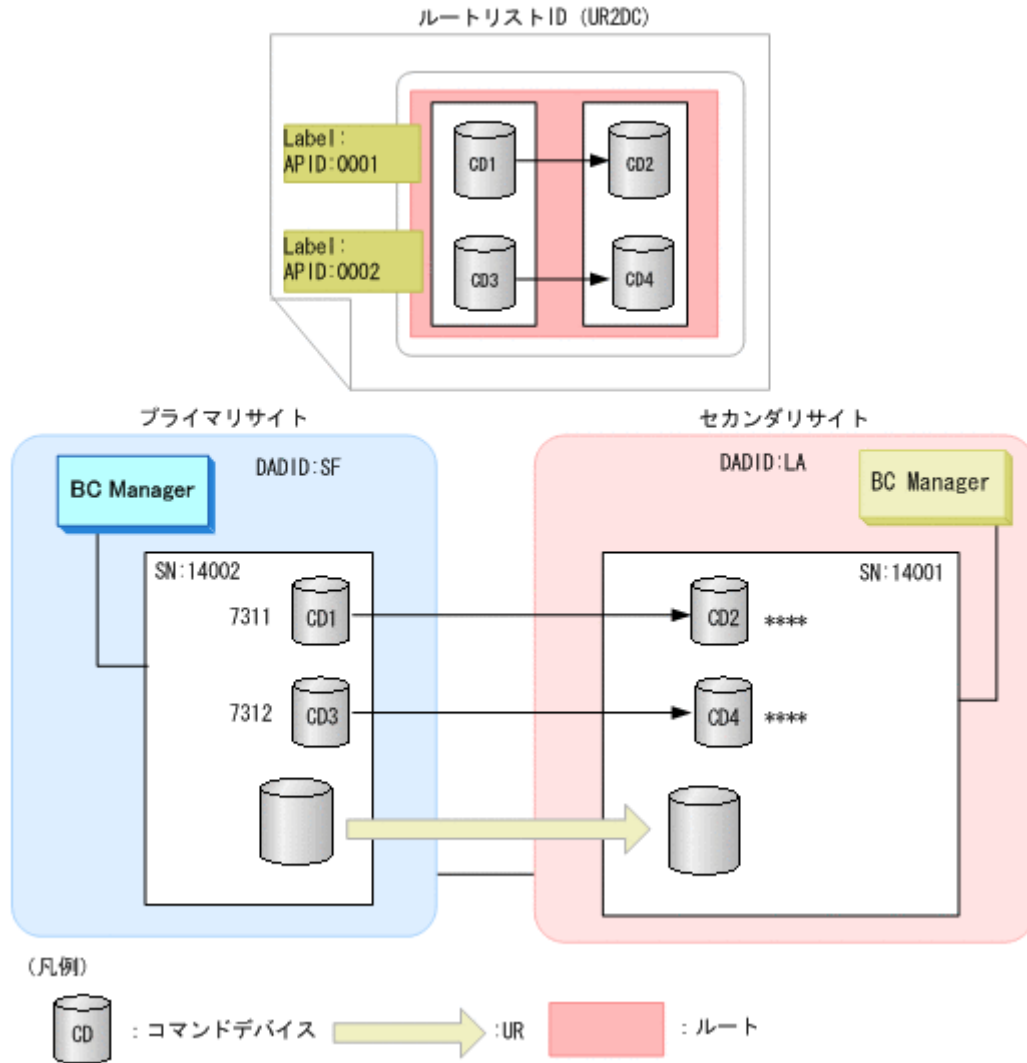 ルートリストID (UR2DC)
Label:
APID:0001
CD1
CD2
Label:
APID:0002
CD3
CD4
プライマリサイト
セカンダリサイト
DADID:SF
DADID:LA
BC Manager
BC Manager
SN:14002
SN:14001
7311
CD1
CD2
****
7312
CD3
CD4
****
(凡例)
CD
:コマンドデバイス
:UR
:ルート